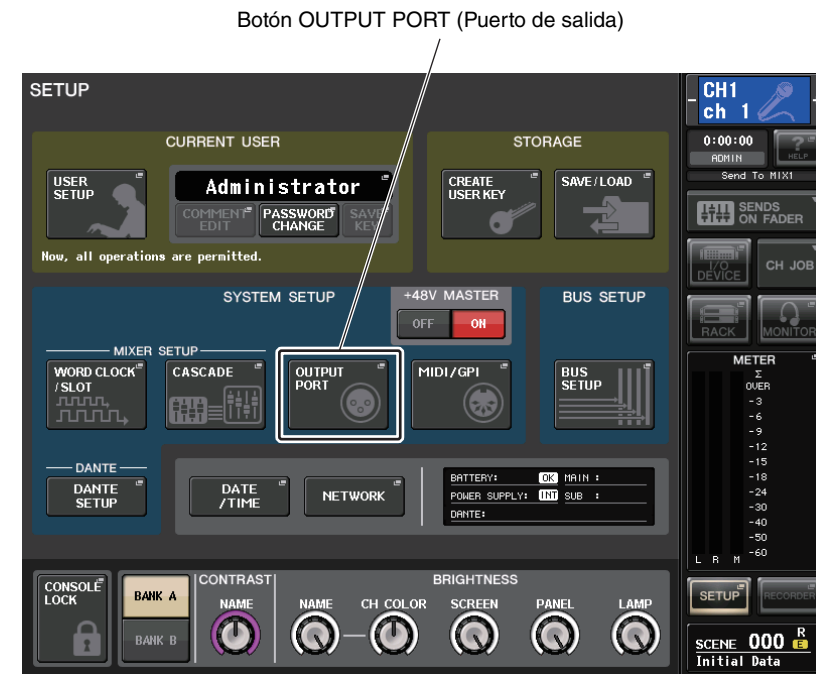 Botón OUTPUT PORT (Puerto de salida)
SETUP
CURRENT USER
USER SETUP
Administrator
COMMENT EDIT
PASSWORD CHANGE
SAVE KEY
Now, all operations are permitted.
STORAGE
CREATE USER KEY
SAVE/LOAD
SYSTEM SETUP
+48V MASTER
OFF
ON
BUS SETUP
MIXER SETUP
WORD CLOCK /SLOT
CASCADE
OUTPUT PORT
MIDI/GPI
BUS SETUP
DANTE
DANTE SETUP
DATE /TIME
NETWORK
BATTERY: OK MAIN :
POWER SUPPLY: INT SUB :
DANTE:
CONSOLE LOCK
BANK A
BANK B
CONTRAST
NAME
BRIGHTNESS
NAME
CH COLOR
SCREEN
PANEL
LAMP
CH1
ch 1
0:00:00
ADMIN
?
HELP
Send To MIX1
SENDS ON FADER
I/O DEVICE
CH JOB
RACK
MONITOR
METER
Σ
OVER
-3
-6
-9
-12
-15
-18
-24
-30
-40
-50
-60
L R M
SETUP
RECORDER
SCENE 000 R E
Initial Data